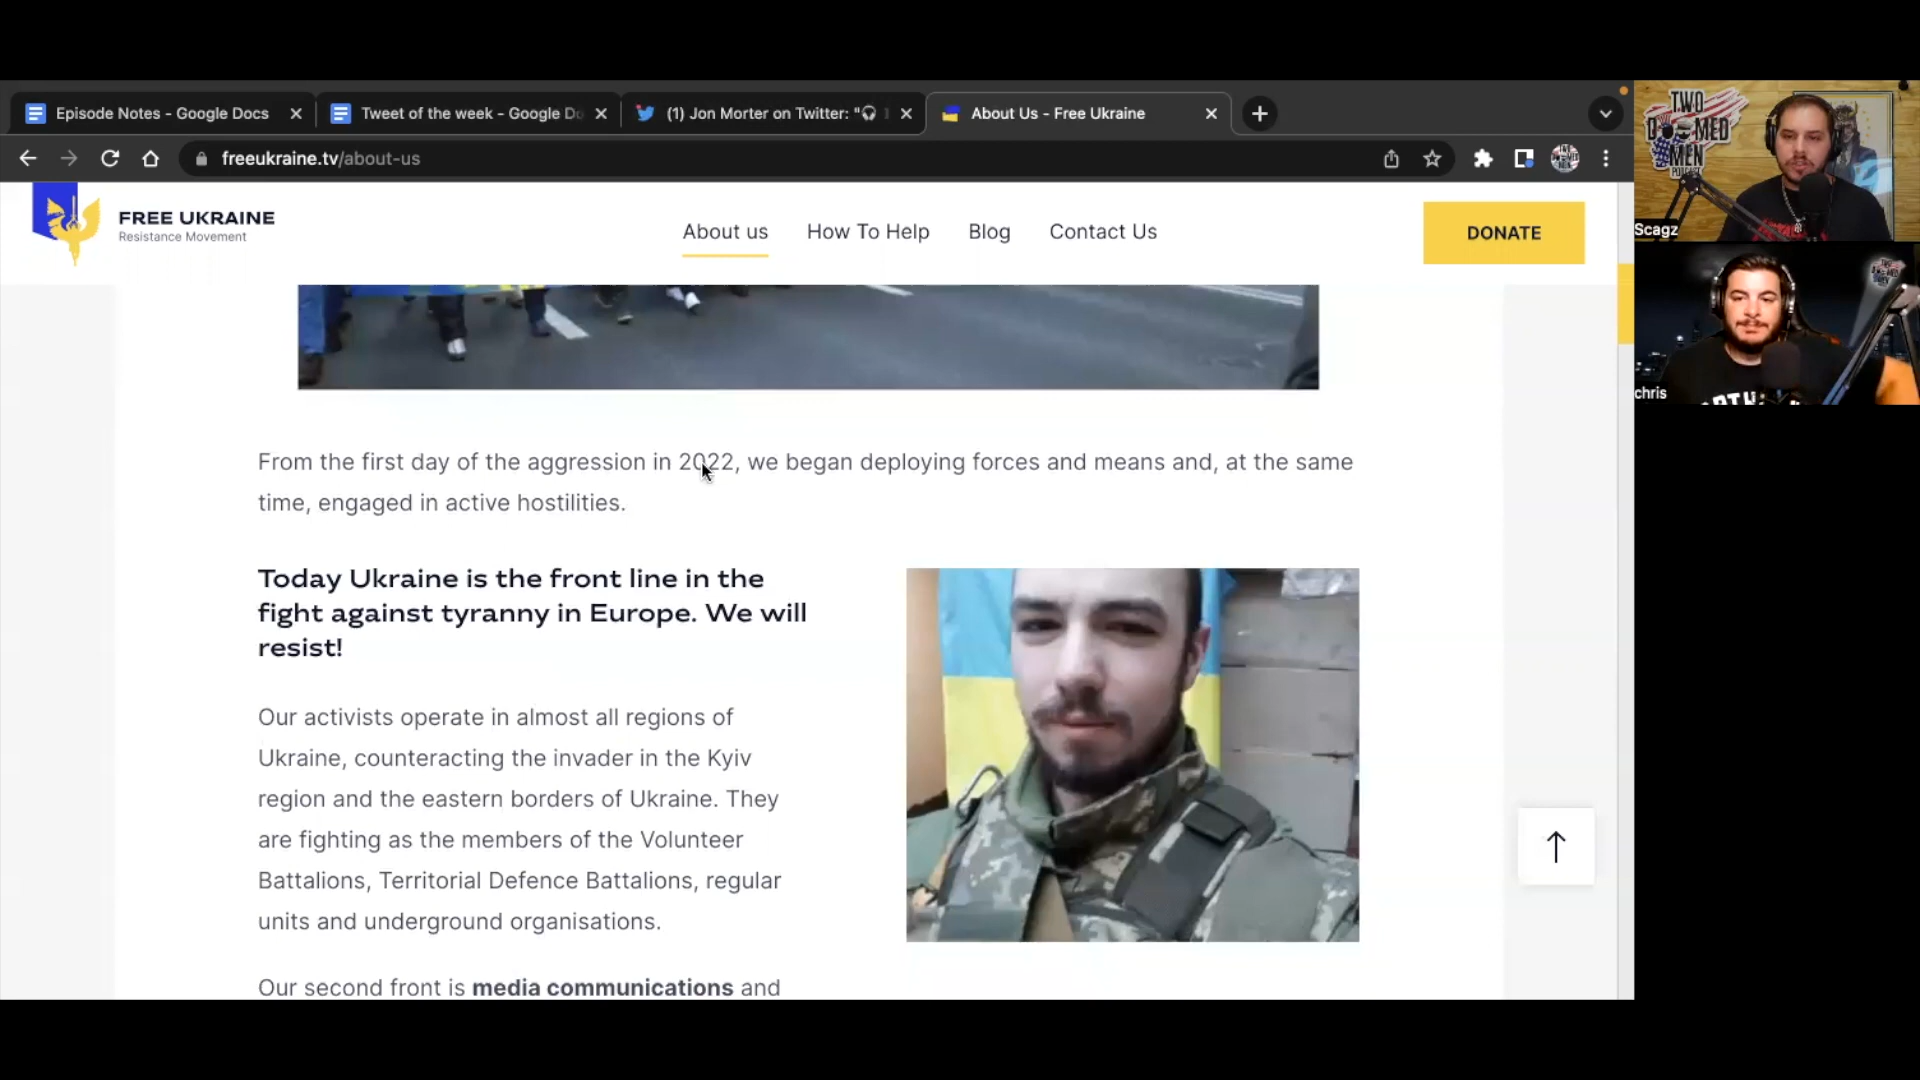 Episode Notes - Google Docs
Tweet of the week - Google Do
(1) Jon Morter on Twitter: "🎧
About Us - Free Ukraine
freeukraine.tv/about-us
FREE UKRAINE
Resistance Movement
About us
How To Help
Blog
Contact Us
DONATE
From the first day of the aggression in 2022, we began deploying forces and means and, at the same
time, engaged in active hostilities.
Today Ukraine is the front line in the
fight against tyranny in Europe. We will
resist!
Our activists operate in almost all regions of
Ukraine, counteracting the invader in the Kyiv
region and the eastern borders of Ukraine. They
are fighting as the members of the Volunteer
Battalions, Territorial Defence Battalions, regular
units and underground organisations.
Our second front is media communications and
TWO
MEN
PODCAST
Scagz
chris